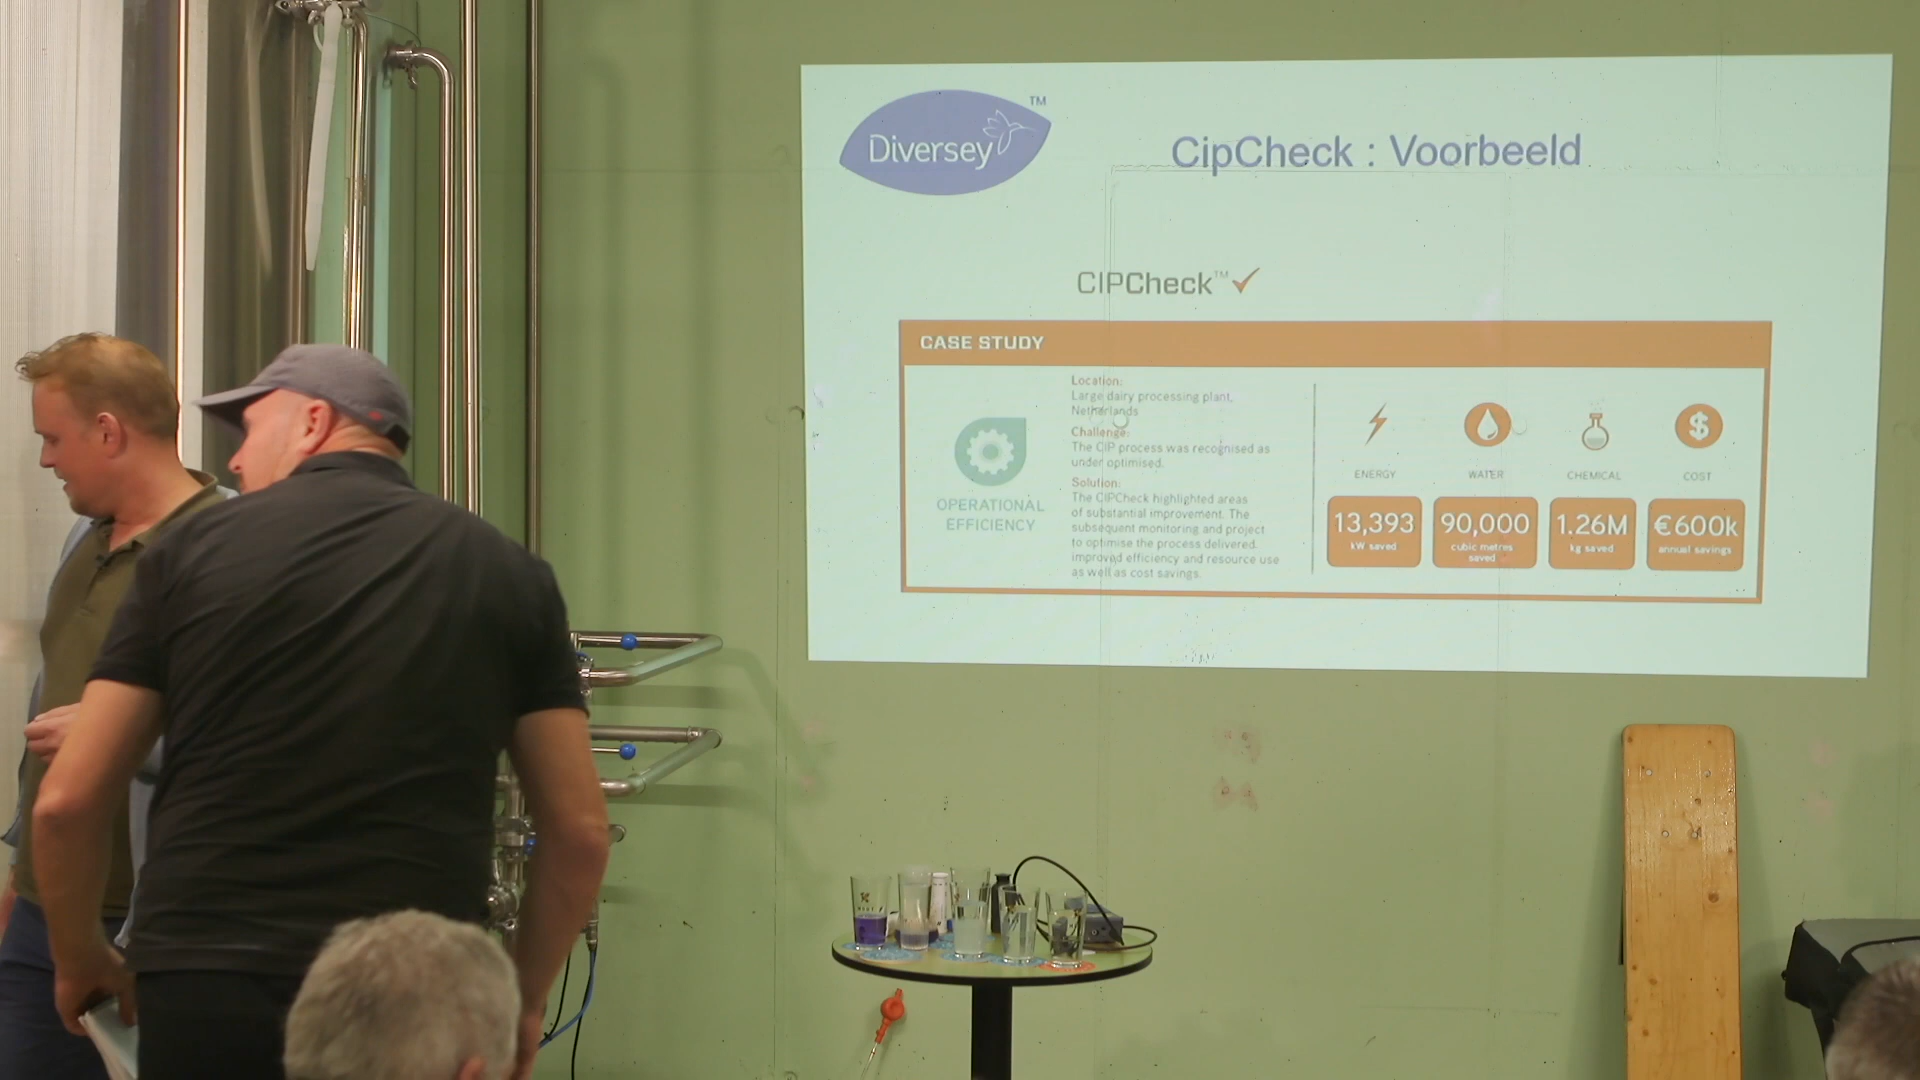 Diversey
TM
CipCheck : Voorbeeld
CIPCheck™
CASE STUDY
OPERATIONAL
EFFICIENCY
Location:
Large dairy processing plant,
Netherlands
Challenge:
The CIP process was recognised as
under optimised.
Solution:
The CIPCheck highlighted areas
of substantial improvement. The
subsequent monitoring and project
to optimise the process delivered
improved efficiency and resource use
as well as cost savings.
ENERGY
13,393
kW saved
WATER
90,000
cubic metres
saved
CHEMICAL
1.26M
kg saved
$
COST
€600k
annual savings